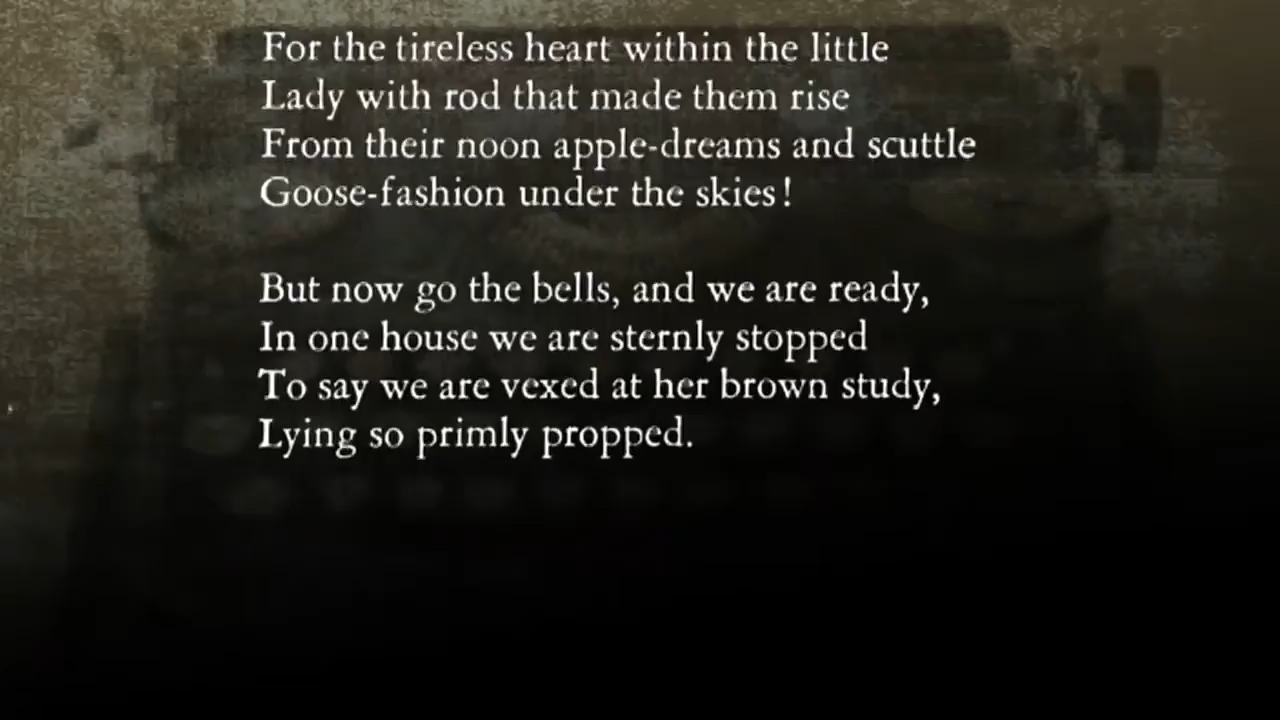 For the tireless heart within the little
Lady with rod that made them rise
From their noon apple-dreams and scuttle
Goose-fashion under the skies!

But now go the bells, and we are ready,
In one house we are sternly stopped
To say we are vexed at her brown study,
Lying so primly propped.